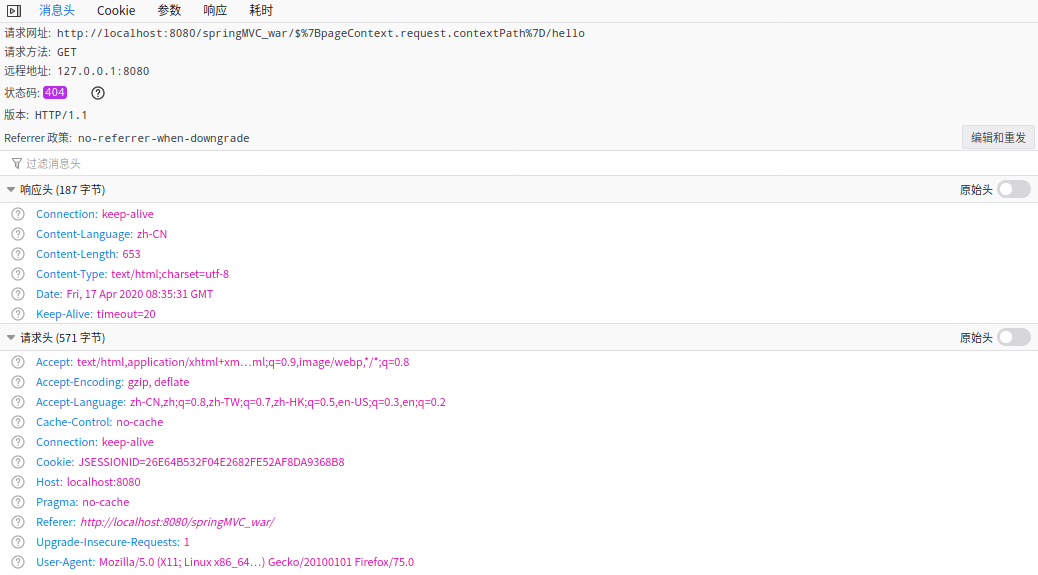 消息头 Cookie 参数 响应 耗时
请求网址: http://localhost:8080/springMVC_war/$%7BpageContext.request.contextPath%7D/hello
请求方法: GET
远程地址: 127.0.0.1:8080
状态码: 404
版本: HTTP/1.1
Referrer 政策: no-referrer-when-downgrade 编辑和重发
过滤消息头
响应头 (187 字节) 原始头
Connection: keep-alive
Content-Language: zh-CN
Content-Length: 653
Content-Type: text/html;charset=utf-8
Date: Fri, 17 Apr 2020 08:35:31 GMT
Keep-Alive: timeout=20
请求头 (571 字节) 原始头
Accept: text/html,application/xhtml+xm…ml;q=0.9,image/webp,*/*;q=0.8
Accept-Encoding: gzip, deflate
Accept-Language: zh-CN,zh;q=0.8,zh-TW;q=0.7,zh-HK;q=0.5,en-US;q=0.3,en;q=0.2
Cache-Control: no-cache
Connection: keep-alive
Cookie: JSESSIONID=26E64B532F04E2682FE52AF8DA9368B8
Host: localhost:8080
Pragma: no-cache
Referer: http://localhost:8080/springMVC_war/
Upgrade-Insecure-Requests: 1
User-Agent: Mozilla/5.0 (X11; Linux x86_64…) Gecko/20100101 Firefox/75.0